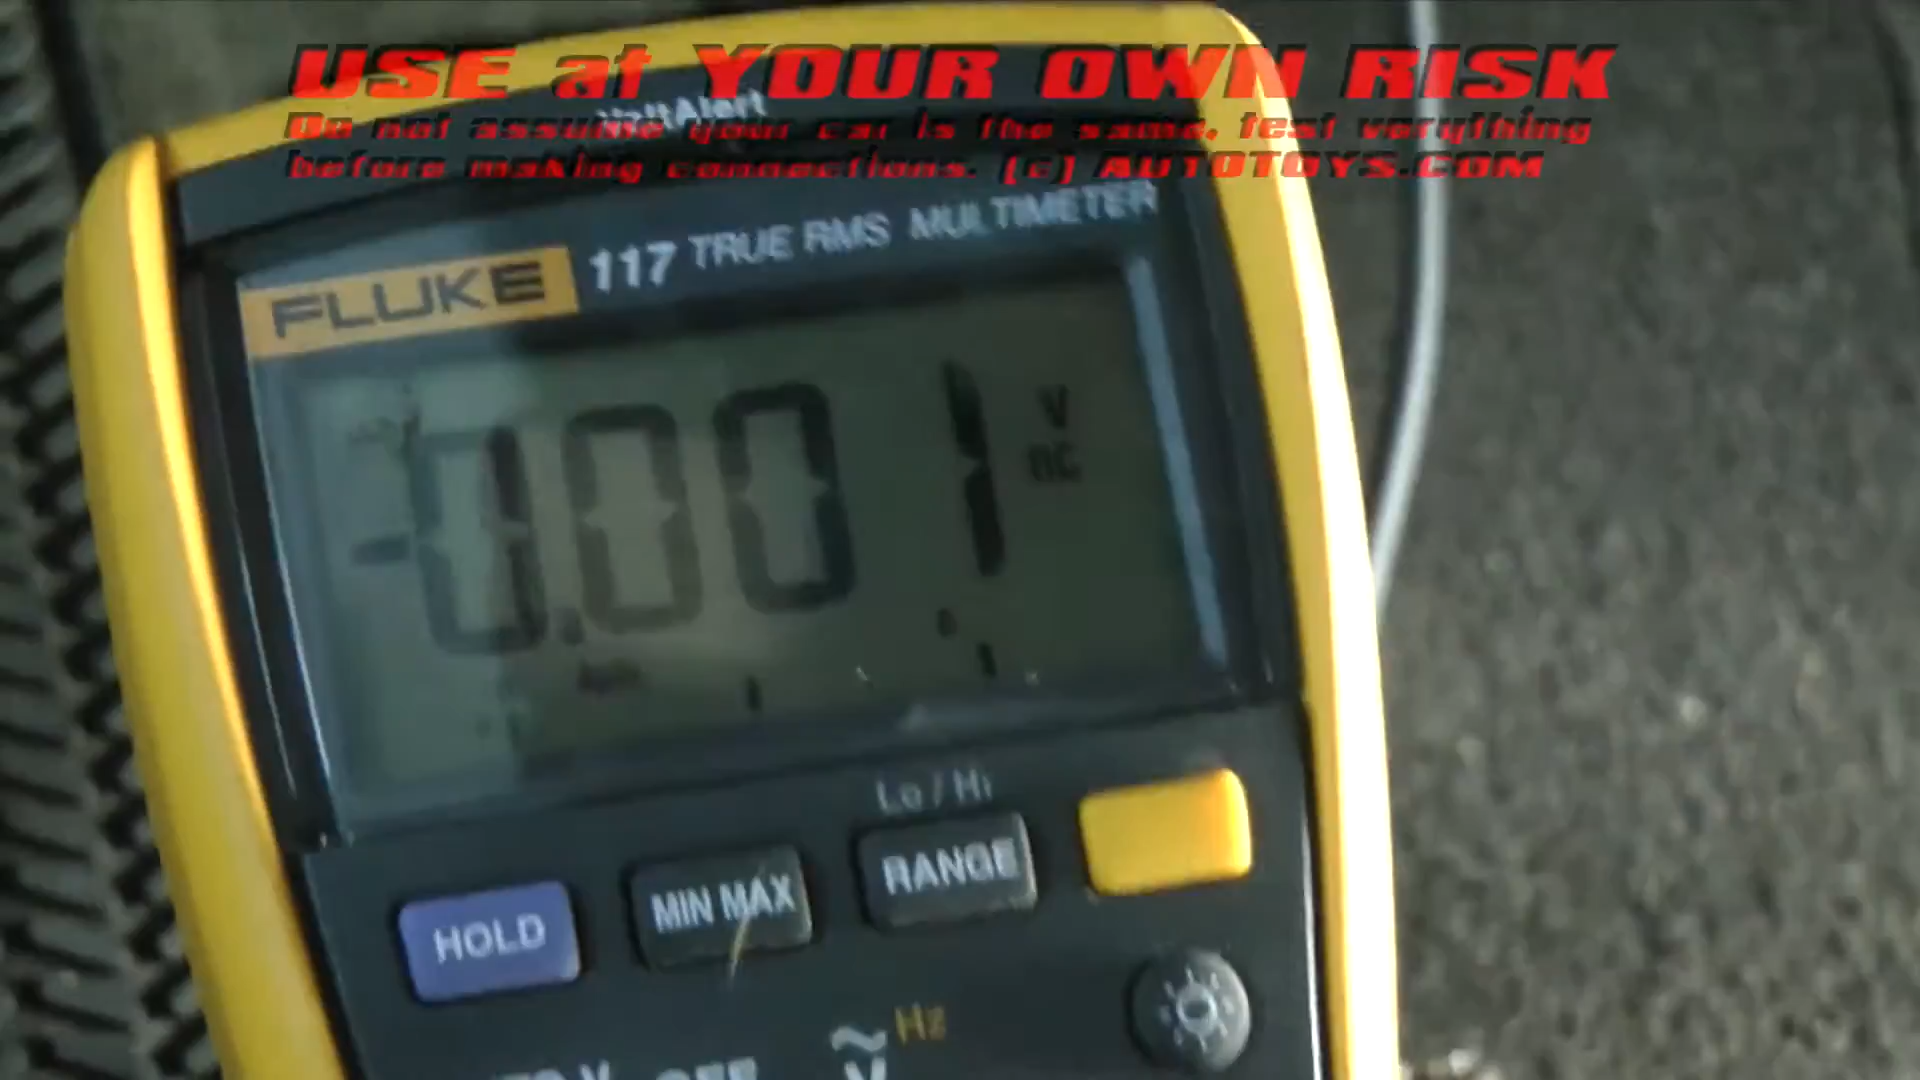 USE at YOUR OWN RISK
VoltAlert
Do not assume your car is the same, test verything
before making connections. (c) AUTOTOYS.COM
FLUKE 117 TRUE RMS MULTIMETER
-0.001 V
DC
Lo / Hi
HOLD MIN MAX RANGE
Hz
V
OFF